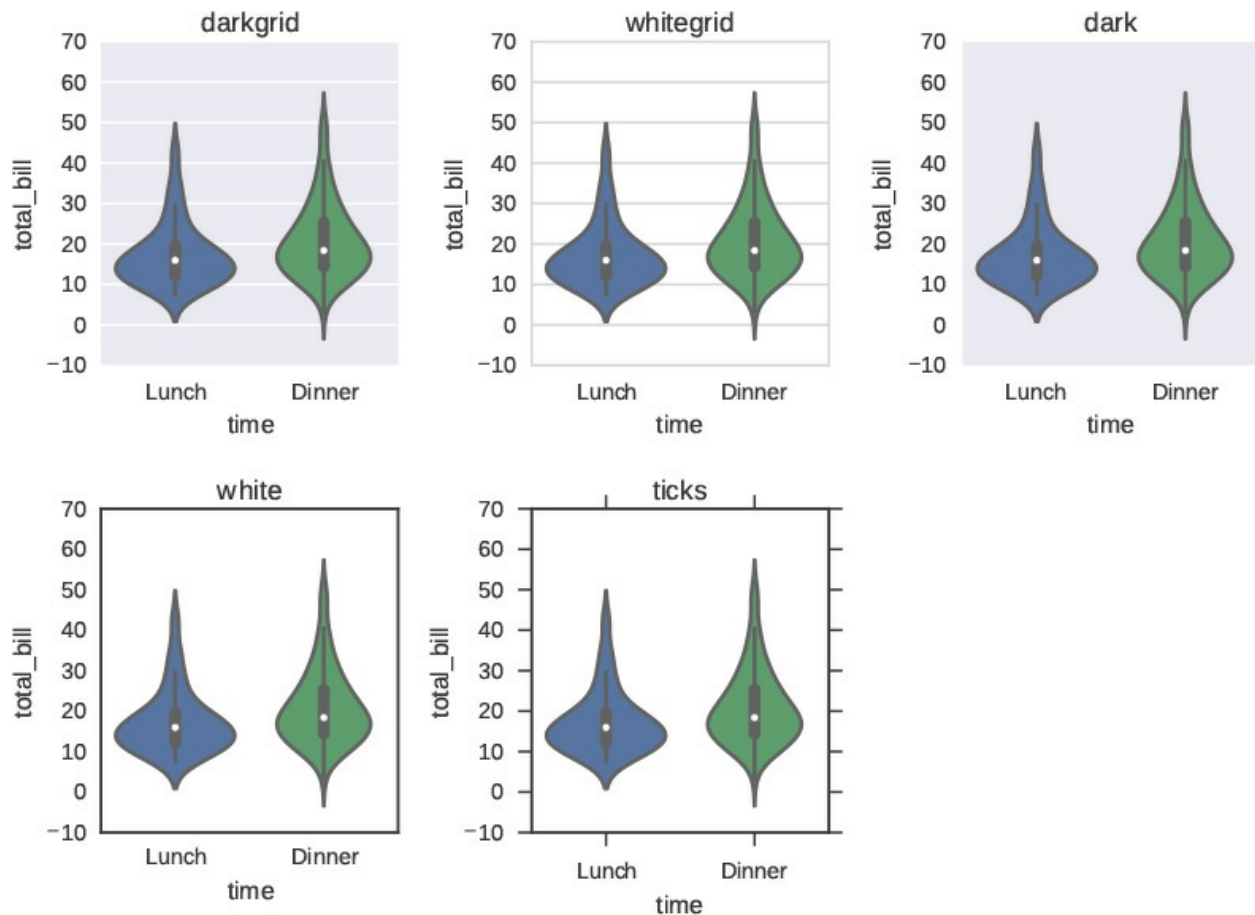 darkgrid
70
60
50
40
30
20
10
0
−10
total_bill
Lunch Dinner
time
whitegrid
70
60
50
40
30
20
10
0
−10
total_bill
Lunch Dinner
time
dark
70
60
50
40
30
20
10
0
−10
total_bill
Lunch Dinner
time
white
70
60
50
40
30
20
10
0
−10
total_bill
Lunch Dinner
time
ticks
70
60
50
40
30
20
10
0
−10
total_bill
Lunch Dinner
time